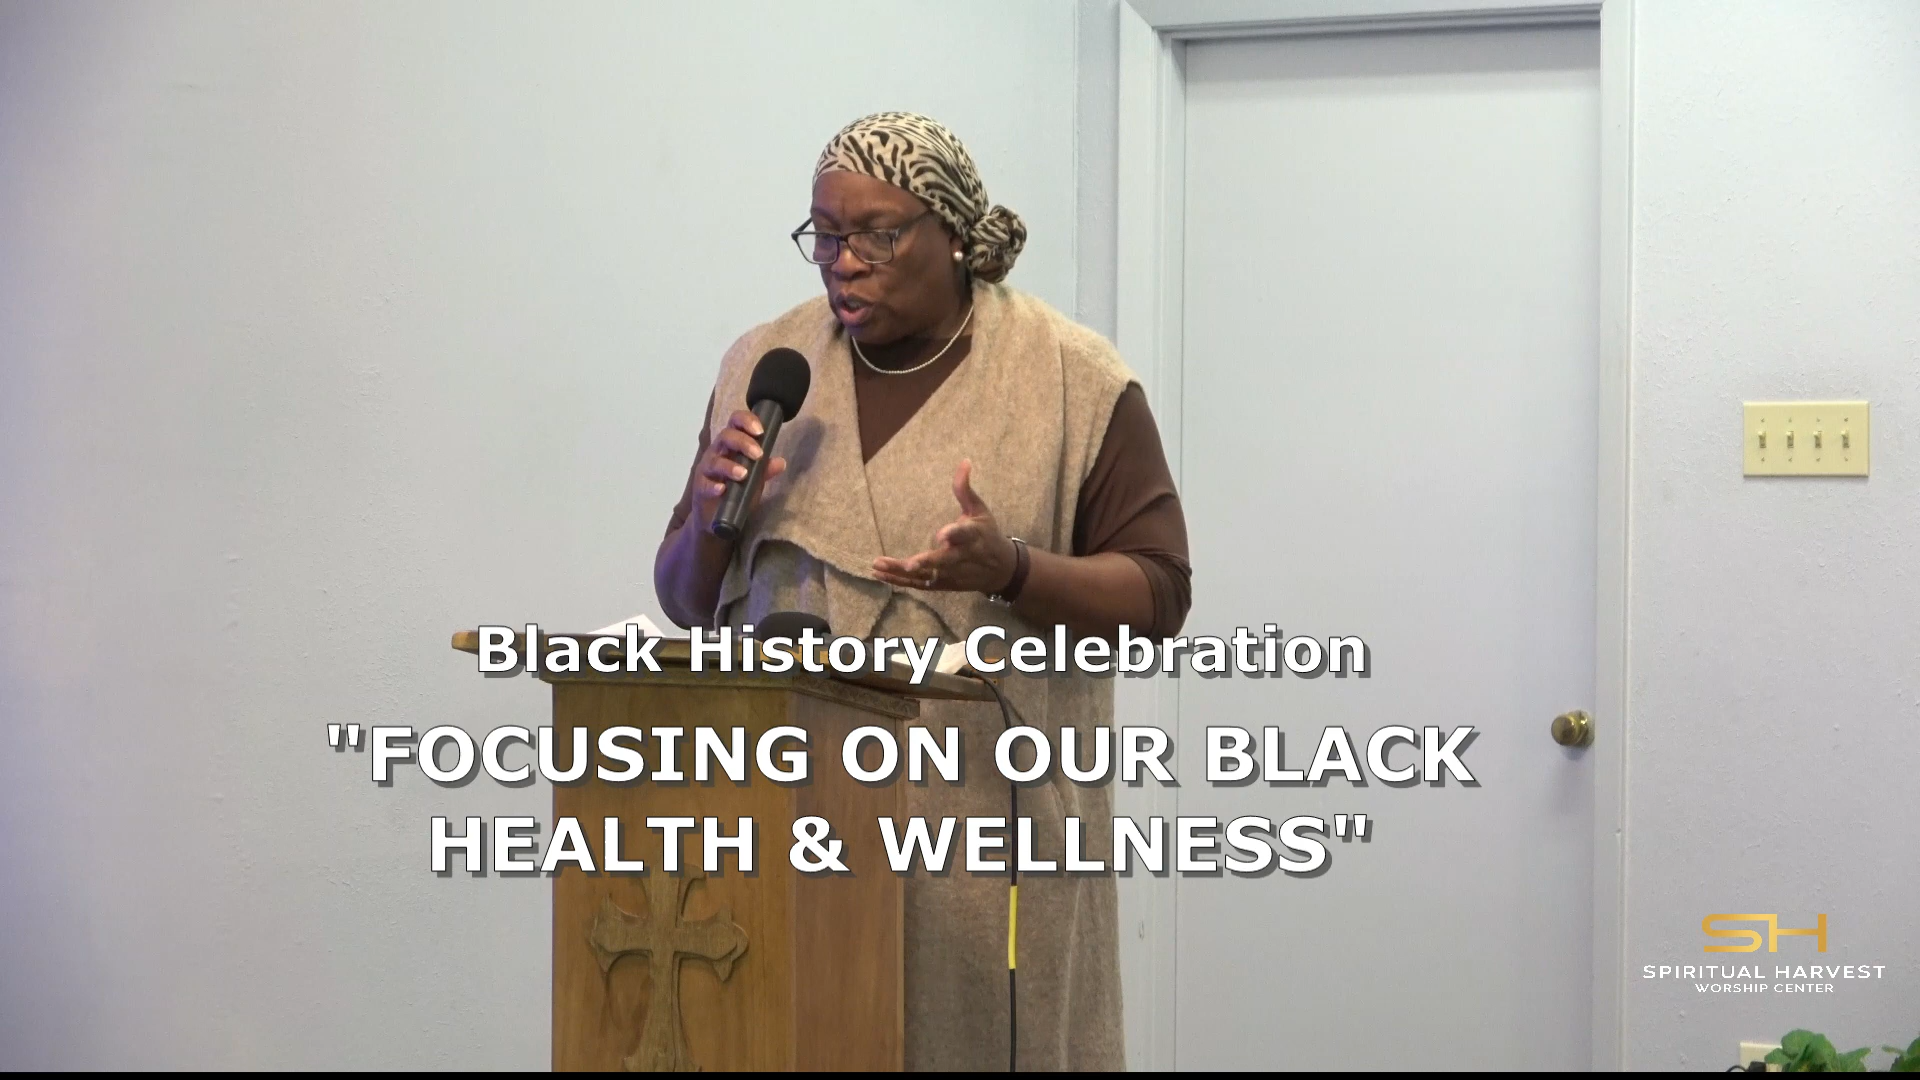 Black History Celebration
"FOCUSING ON OUR BLACK
HEALTH & WELLNESS"
SH
SPIRITUAL HARVEST
WORSHIP CENTER